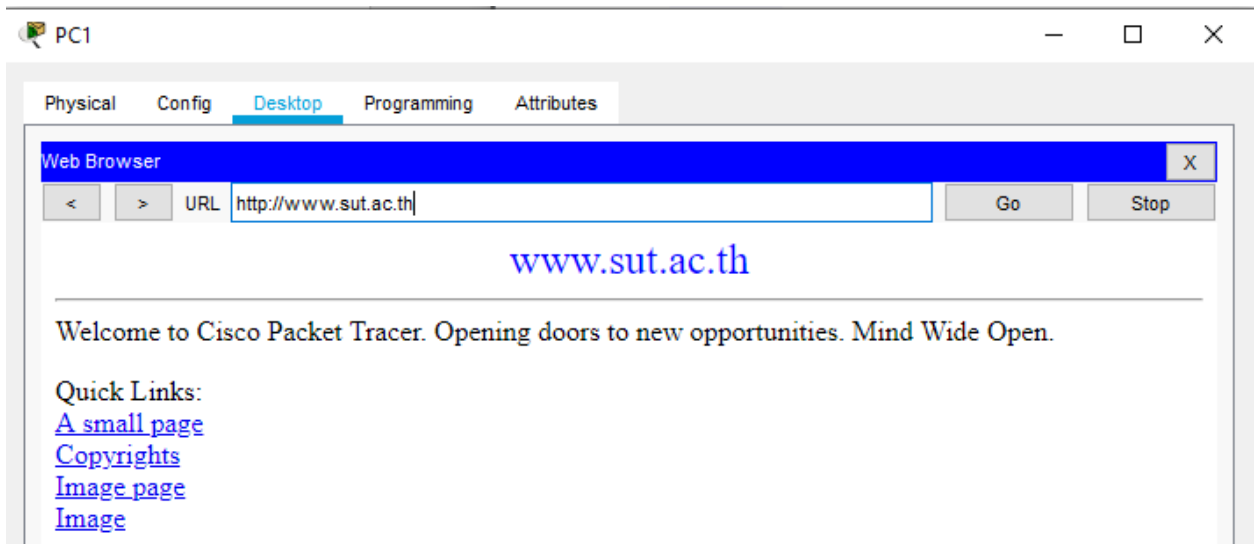 PC1
Physical Config Desktop Programming Attributes
Web Browser X
< > URL http://www.sut.ac.th Go Stop
www.sut.ac.th
Welcome to Cisco Packet Tracer. Opening doors to new opportunities. Mind Wide Open.
Quick Links:
A small page
Copyrights
Image page
Image